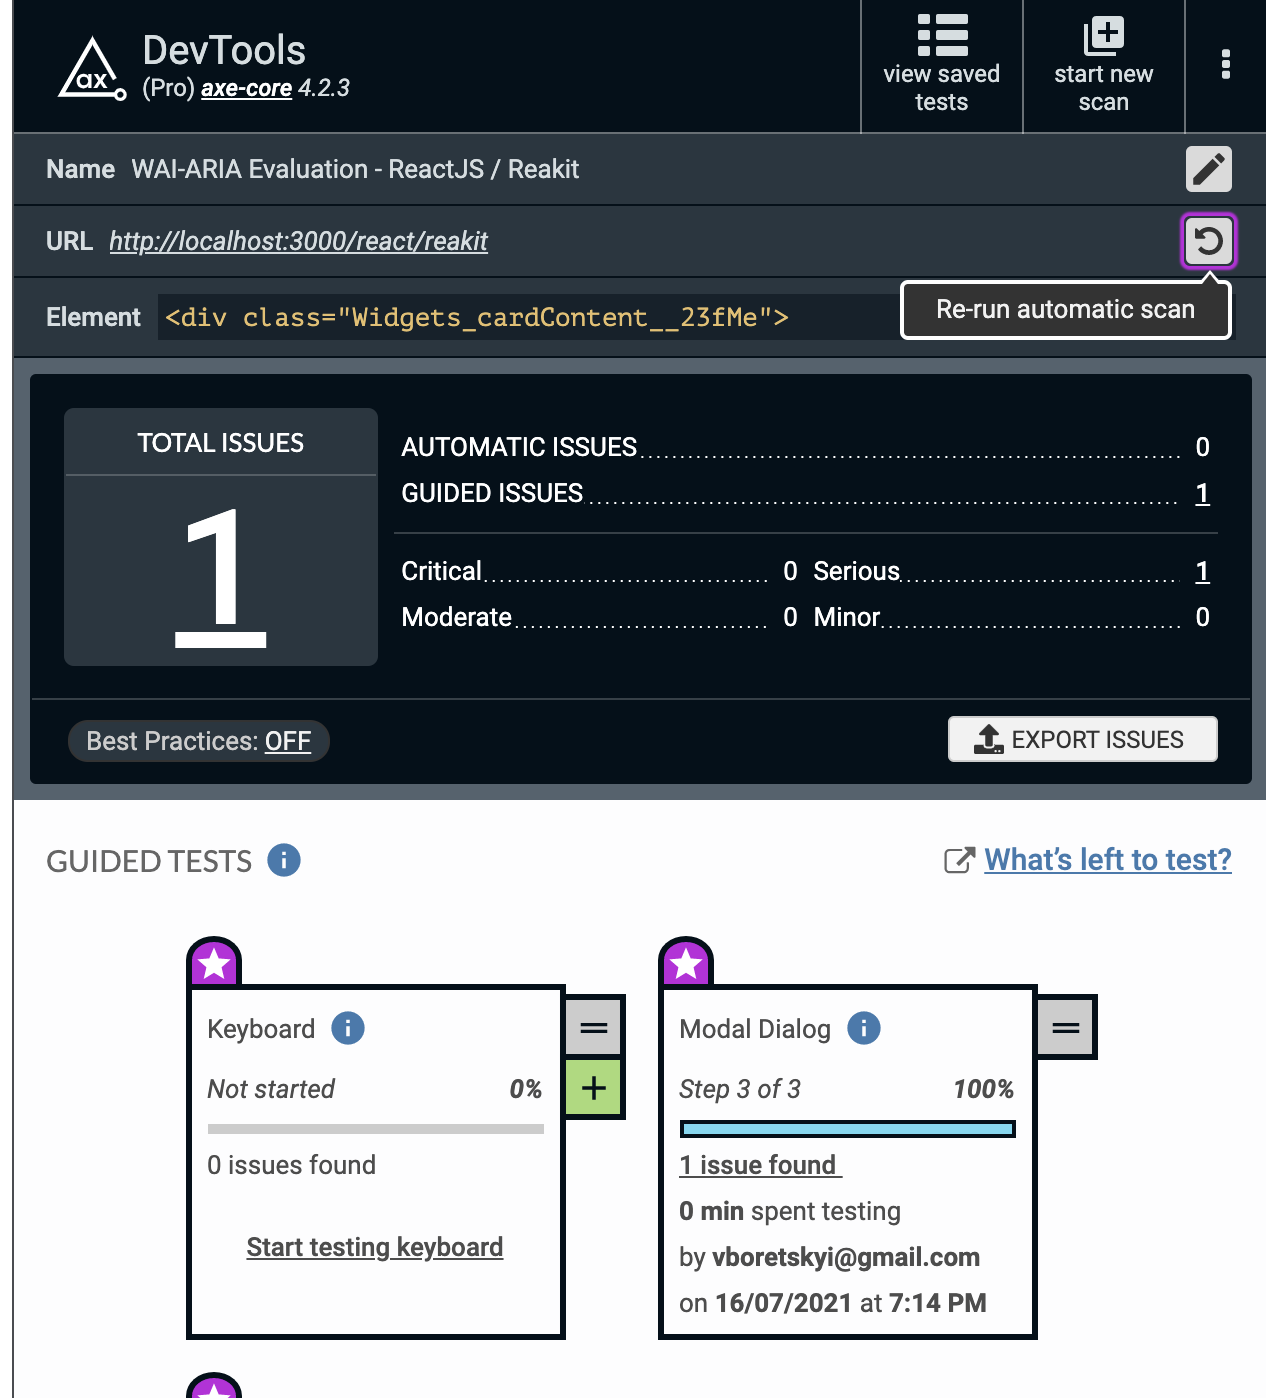 ax
DevTools
(Pro) axe-core 4.2.3
view saved
tests
start new
scan
Name WAI-ARIA Evaluation - ReactJS / Reakit
URL http://localhost:3000/react/reakit
Re-run automatic scan
Element <div class="Widgets_cardContent__23fMe">
TOTAL ISSUES
1
AUTOMATIC ISSUES 0
GUIDED ISSUES 1
Critical 0 Serious 1
Moderate 0 Minor 0
Best Practices: OFF
EXPORT ISSUES
GUIDED TESTS i
What's left to test?
Keyboard i
Not started 0%
0 issues found
Start testing keyboard
Modal Dialog i
Step 3 of 3 100%
1 issue found
0 min spent testing
by vboretskyi@gmail.com
on 16/07/2021 at 7:14 PM